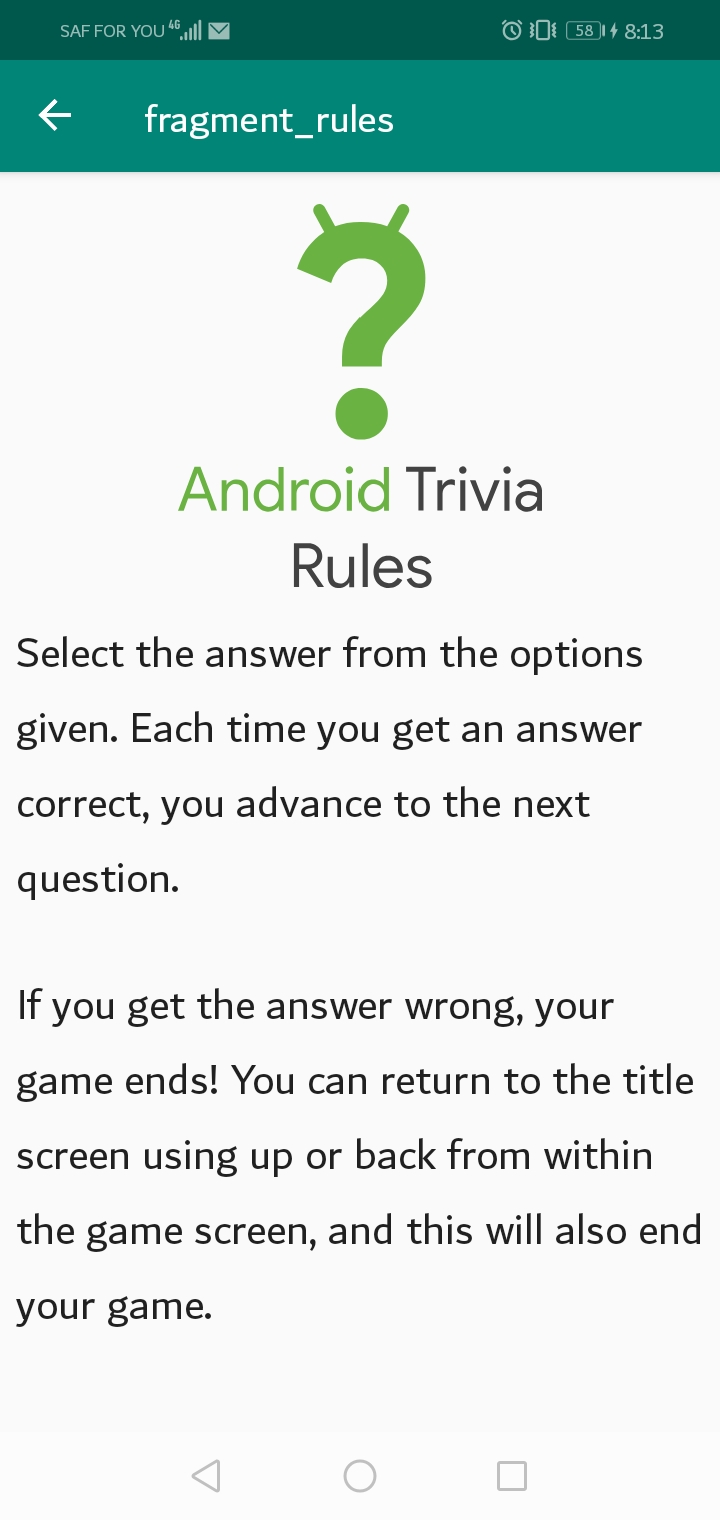 SAF FOR YOU 4G 58 8:13
fragment_rules
Android Trivia
Rules
Select the answer from the options
given. Each time you get an answer
correct, you advance to the next
question.
If you get the answer wrong, your
game ends! You can return to the title
screen using up or back from within
the game screen, and this will also end
your game.